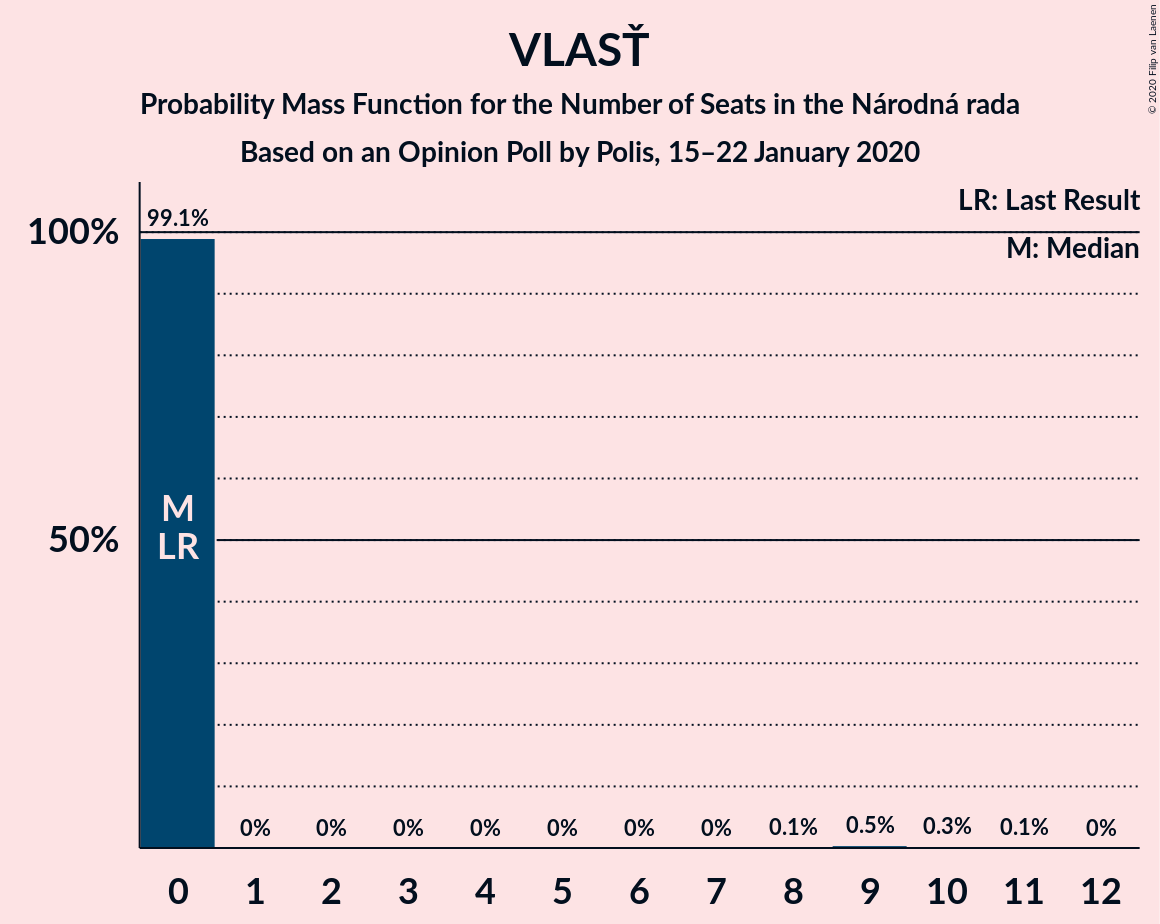 VLASŤ
Probability Mass Function for the Number of Seats in the Národná rada
Based on an Opinion Poll by Polis, 15–22 January 2020
© 2020 Filip van Laenen
LR: Last Result
M: Median
100%
50%
99.1%
M
LR
0% 0% 0% 0% 0% 0% 0% 0.1% 0.5% 0.3% 0.1% 0%
0 1 2 3 4 5 6 7 8 9 10 11 12